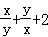 x/y + y/x + 2